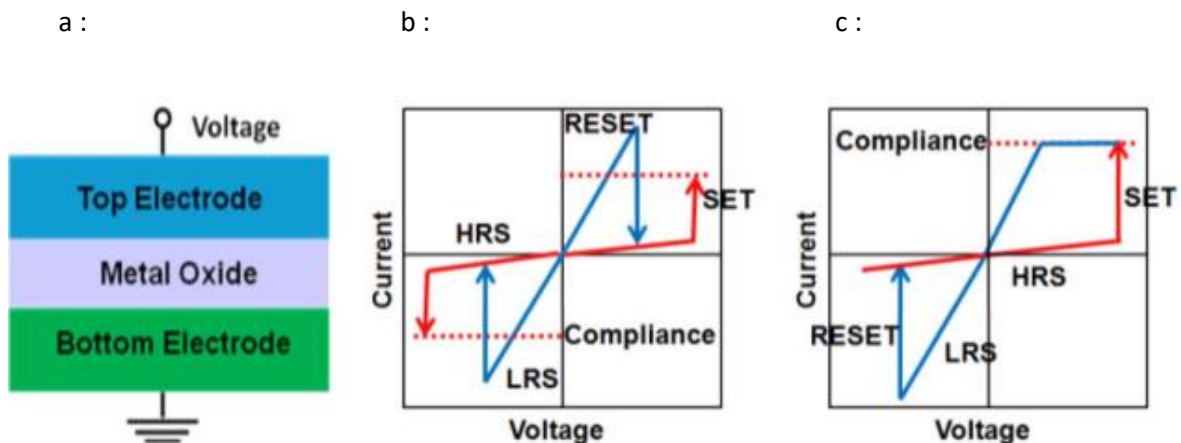 a :
b :
c :
Voltage
Top Electrode
Metal Oxide
Bottom Electrode
RESET
SET
HRS
Current
Compliance
LRS
Voltage
Compliance
SET
Current
HRS
RESET
LRS
Voltage